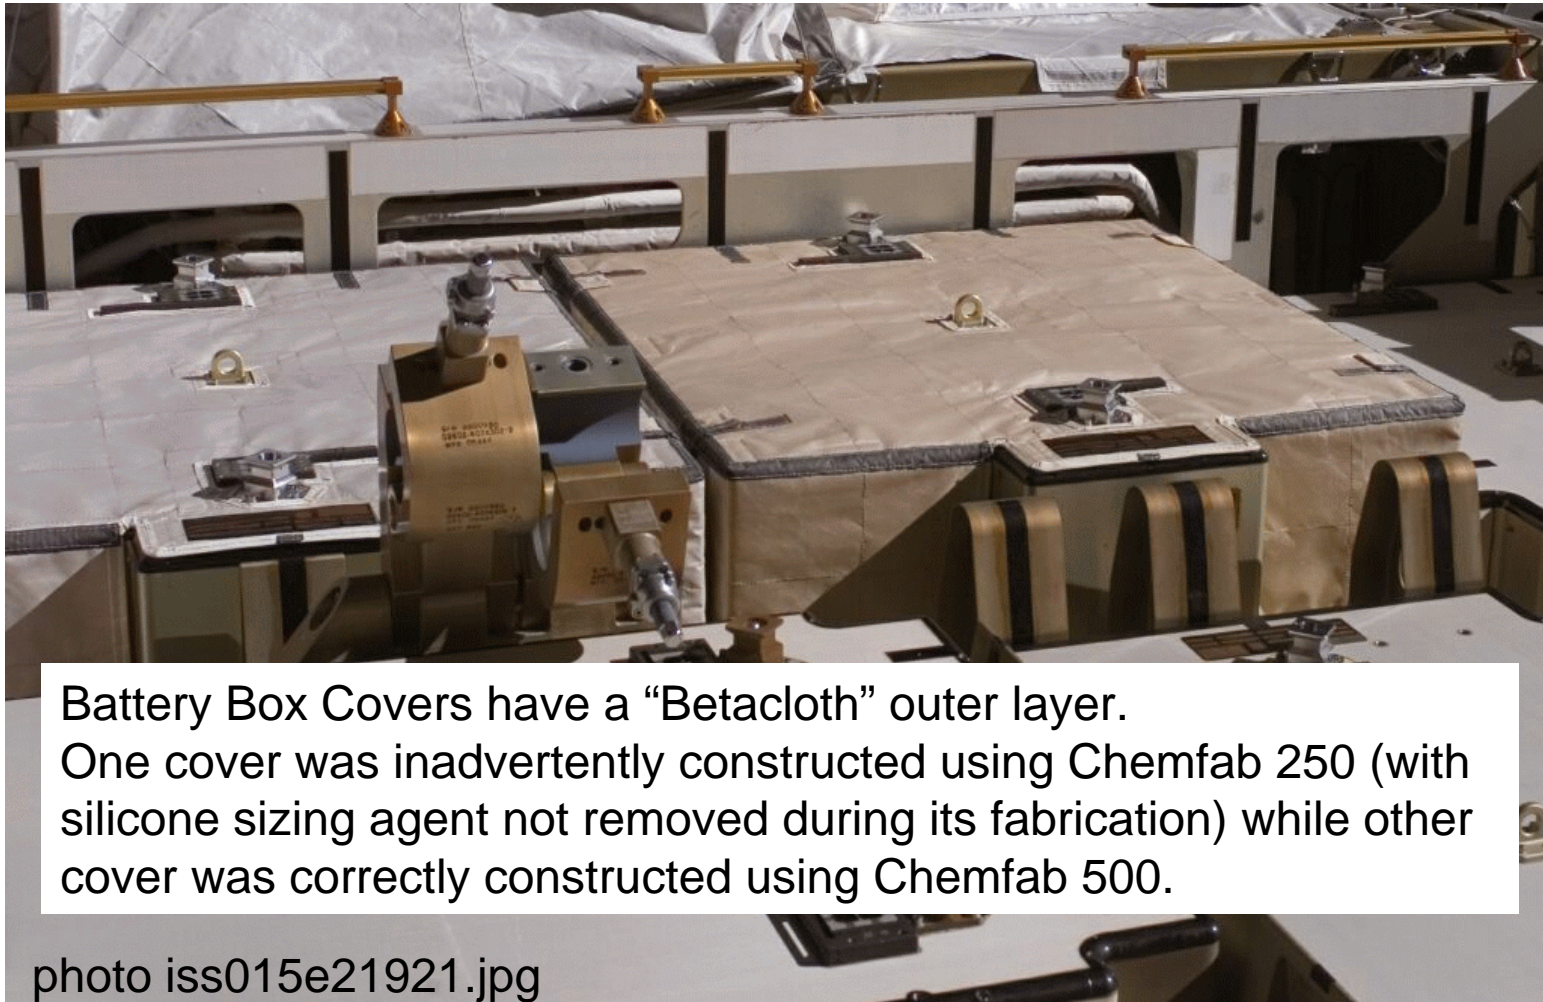 Battery Box Covers have a “Betacloth” outer layer.
One cover was inadvertently constructed using Chemfab 250 (with
silicone sizing agent not removed during its fabrication) while other
cover was correctly constructed using Chemfab 500.
photo iss015e21921.jpg